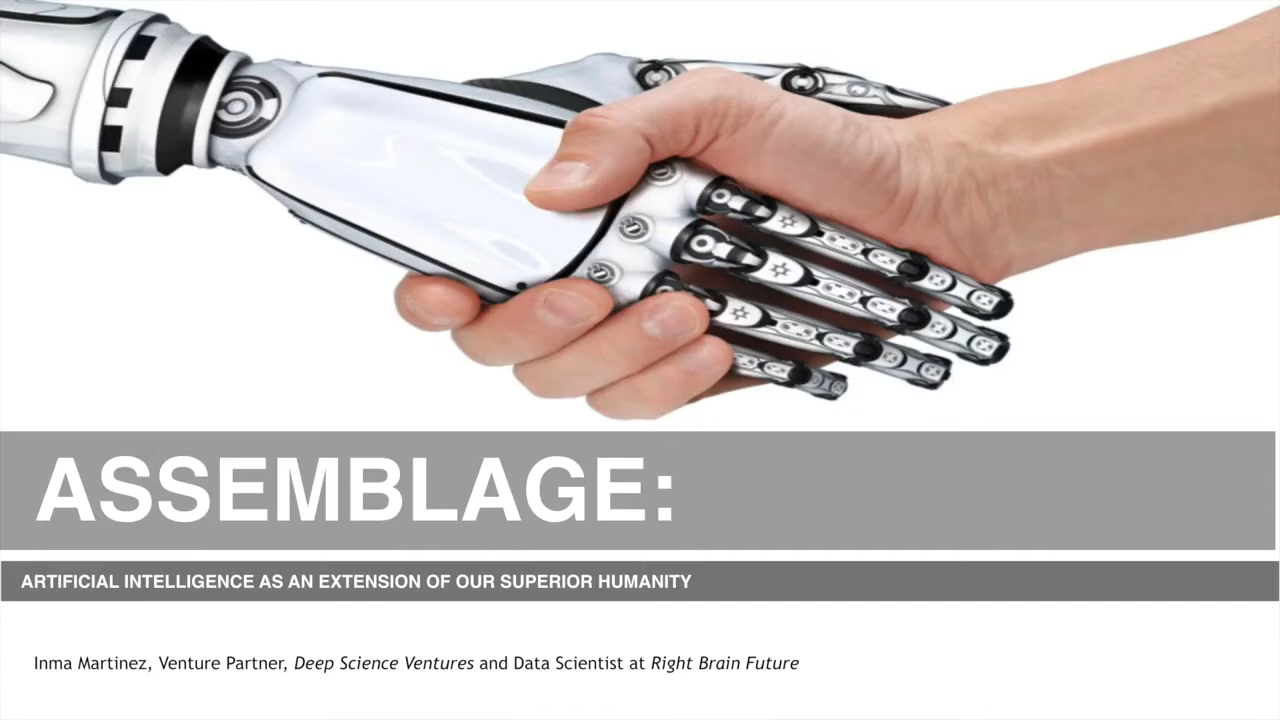 ASSEMBLAGE:
ARTIFICIAL INTELLIGENCE AS AN EXTENSION OF OUR SUPERIOR HUMANITY
Inma Martinez, Venture Partner, Deep Science Ventures and Data Scientist at Right Brain Future